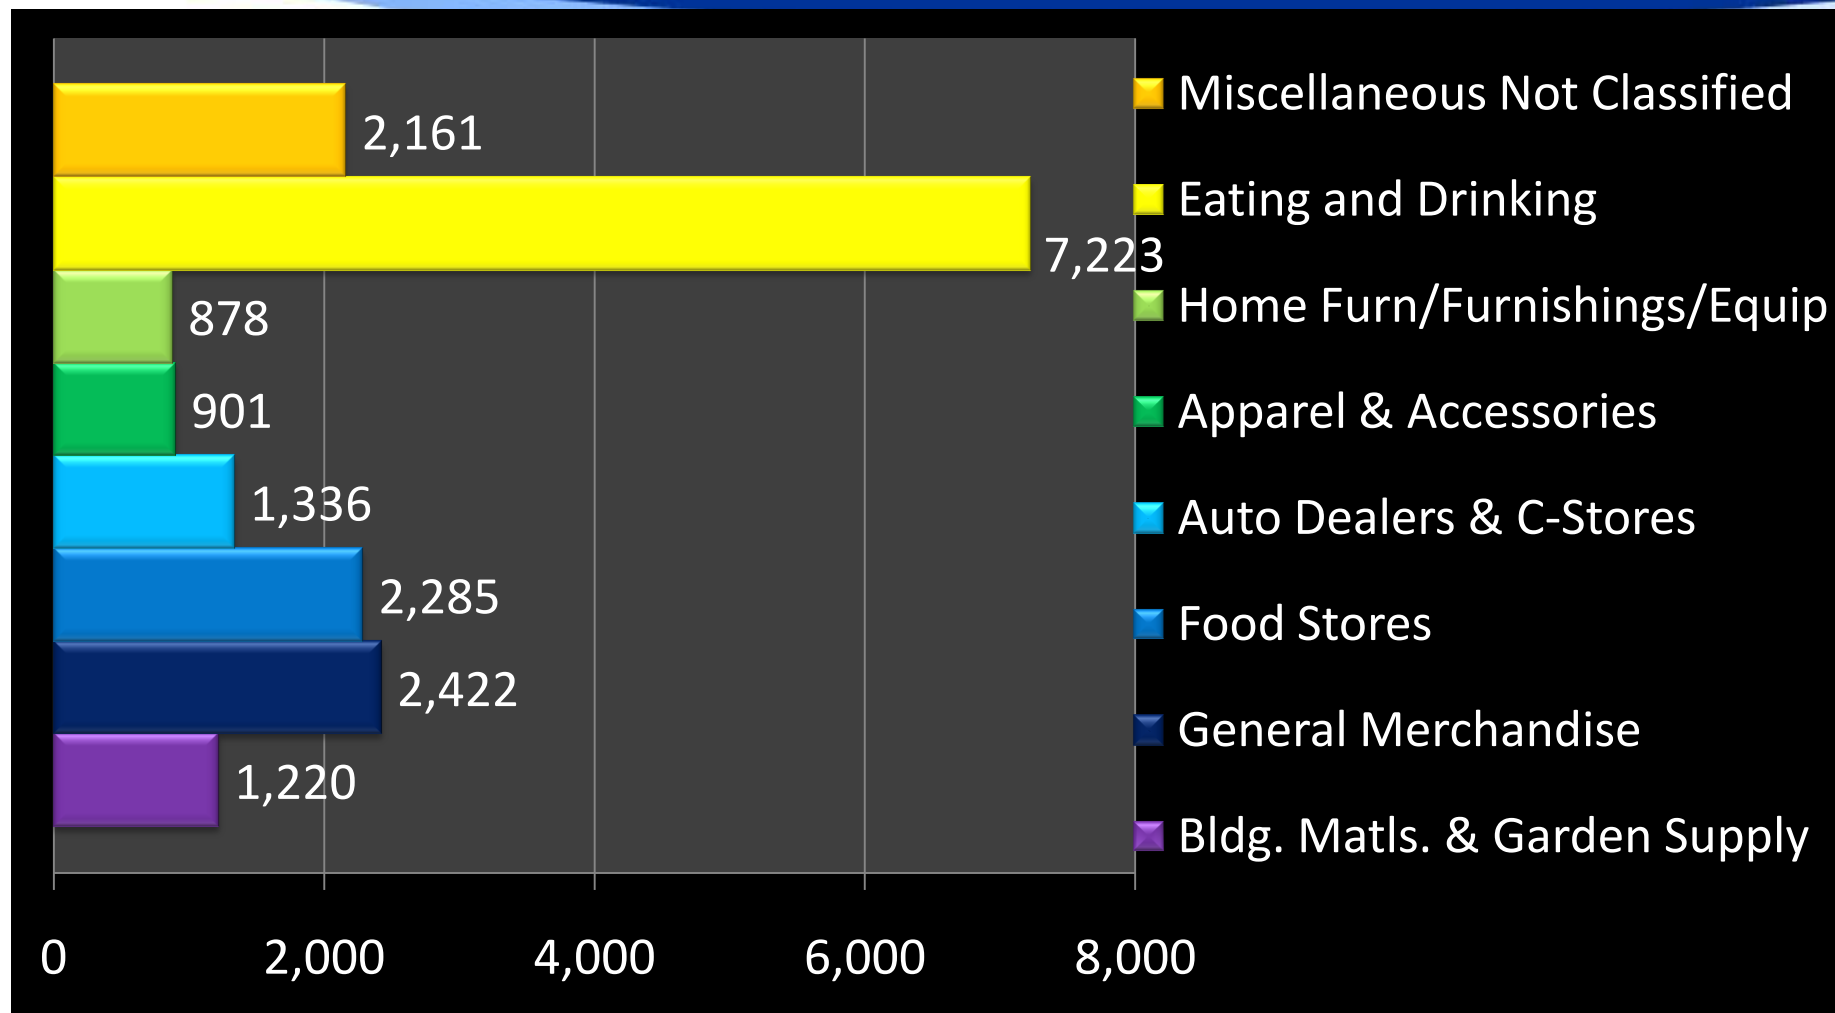 Miscellaneous Not Classified
2,161
Eating and Drinking
7,223
Home Furn/Furnishings/Equip
878
Apparel & Accessories
901
Auto Dealers & C-Stores
1,336
Food Stores
2,285
General Merchandise
2,422
Bldg. Matls. & Garden Supply
1,220
0 2,000 4,000 6,000 8,000